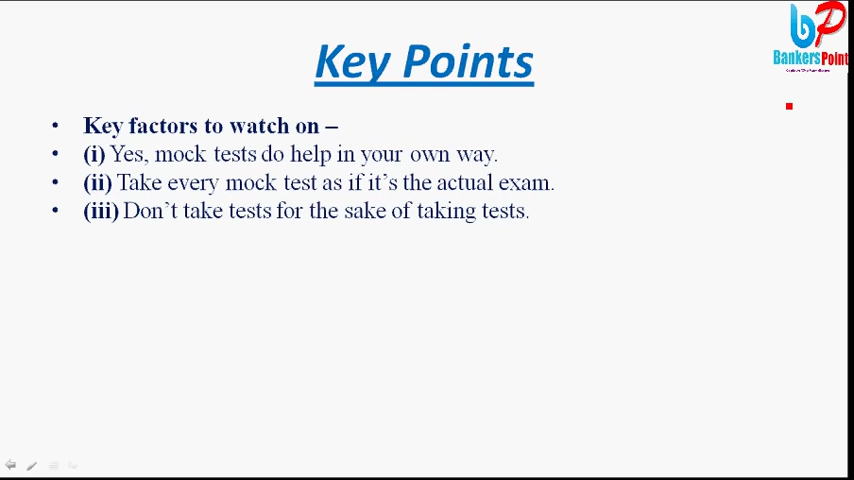 bP
BankersPoint
Key Points
• Key factors to watch on –
• (i) Yes, mock tests do help in your own way.
• (ii) Take every mock test as if it’s the actual exam.
• (iii) Don’t take tests for the sake of taking tests.